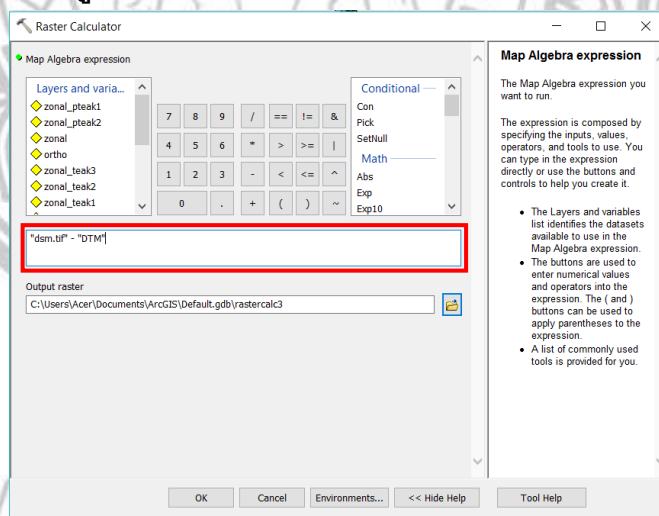 Raster Calculator
Map Algebra expression
Layers and varia...
zonal_pteak1
zonal_pteak2
zonal
ortho
zonal_teak3
zonal_teak2
zonal_teak1
7 8 9 / == != &
4 5 6 * > >= |
1 2 3 - < <= ^
0 . + ( ) ~
Conditional
Con
Pick
SetNull
Math
Abs
Exp
Exp10
"dsm.tif" - "DTM"
Output raster
C:\Users\Acer\Documents\ArcGIS\Default.gdb\rastercalc3
OK Cancel Environments... << Hide Help Tool Help
Map Algebra expression
The Map Algebra expression you
want to run.
The expression is composed by
specifying the inputs, values,
operators, and tools to use. You
can type in the expression
directly or use the buttons and
controls to help you create it.
• The Layers and variables
list identifies the datasets
available to use in the
Map Algebra expression.
• The buttons are used to
enter numerical values
and operators into the
expression. The ( and )
buttons can be used to
apply parentheses to the
expression.
• A list of commonly used
tools is provided for you.